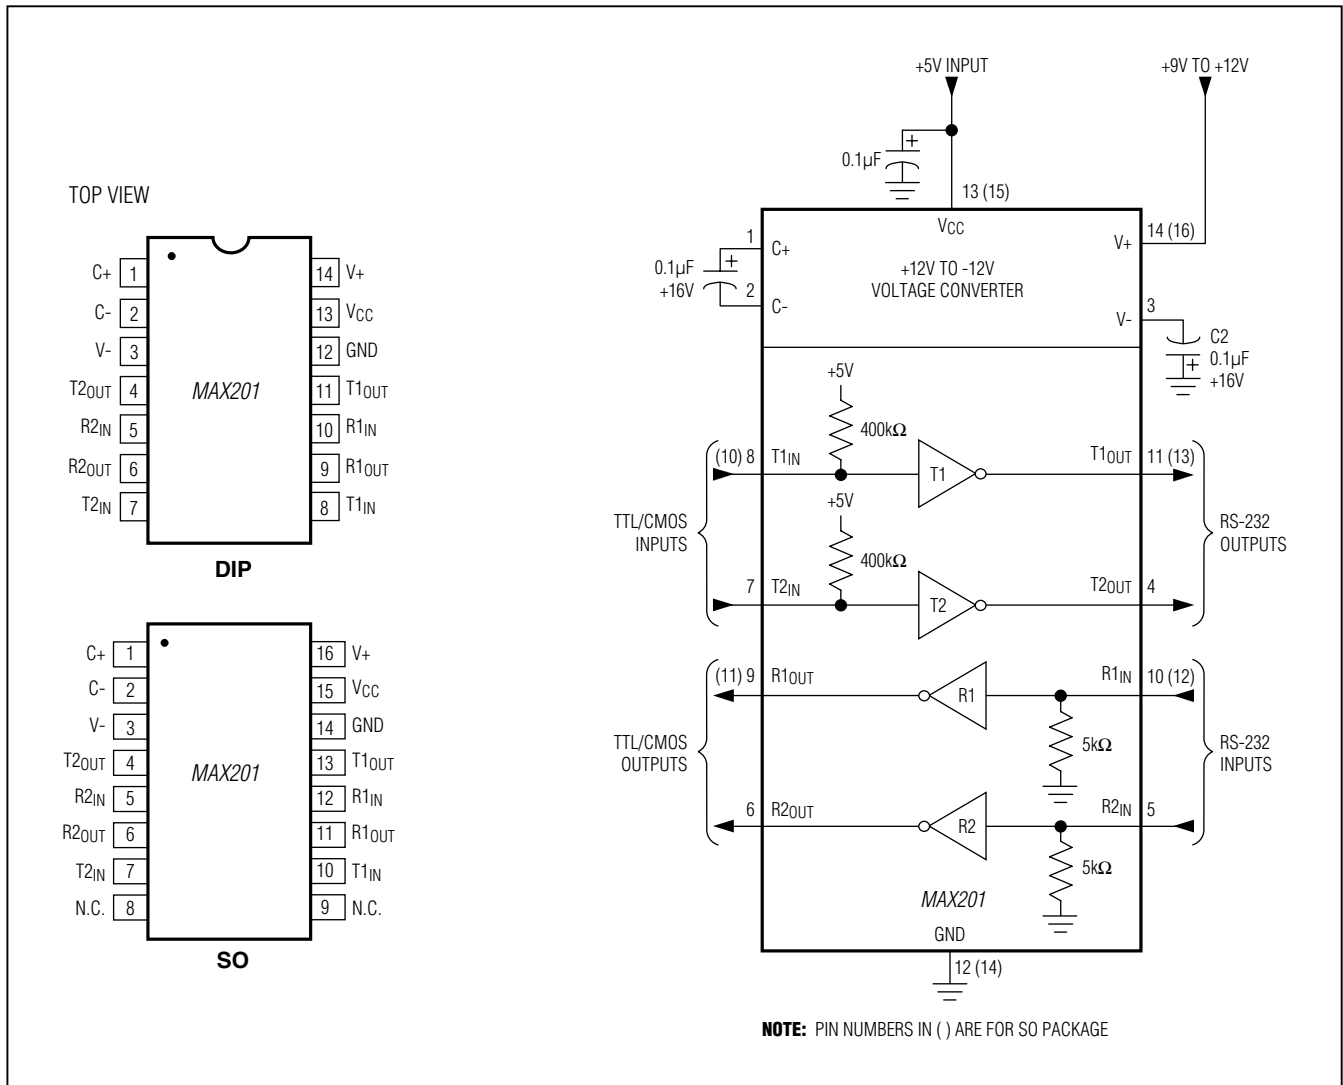 TOP VIEW
C+ 1
C- 2
V- 3
T2OUT 4
R2IN 5
R2OUT 6
T2IN 7
MAX201
14 V+
13 VCC
12 GND
11 T1OUT
10 R1IN
9 R1OUT
8 T1IN
DIP
C+ 1
C- 2
V- 3
T2OUT 4
R2IN 5
R2OUT 6
T2IN 7
N.C. 8
MAX201
16 V+
15 VCC
14 GND
13 T1OUT
12 R1IN
11 R1OUT
10 T1IN
9 N.C.
SO
+5V INPUT
+9V TO +12V
+
0.1µF
13 (15)
VCC
1
C+
+
0.1µF
+16V
2
C-
+12V TO -12V
VOLTAGE CONVERTER
V+
14 (16)
V-
3
C2
0.1µF
+
+16V
+5V
400kΩ
(10) 8 T1IN
T1
T1OUT 11 (13)
+5V
400kΩ
TTL/CMOS
INPUTS
RS-232
OUTPUTS
7 T2IN
T2
T2OUT 4
(11) 9 R1OUT
R1
R1IN 10 (12)
5kΩ
TTL/CMOS
OUTPUTS
RS-232
INPUTS
6 R2OUT
R2
R2IN 5
5kΩ
MAX201
GND
12 (14)
NOTE: PIN NUMBERS IN ( ) ARE FOR SO PACKAGE